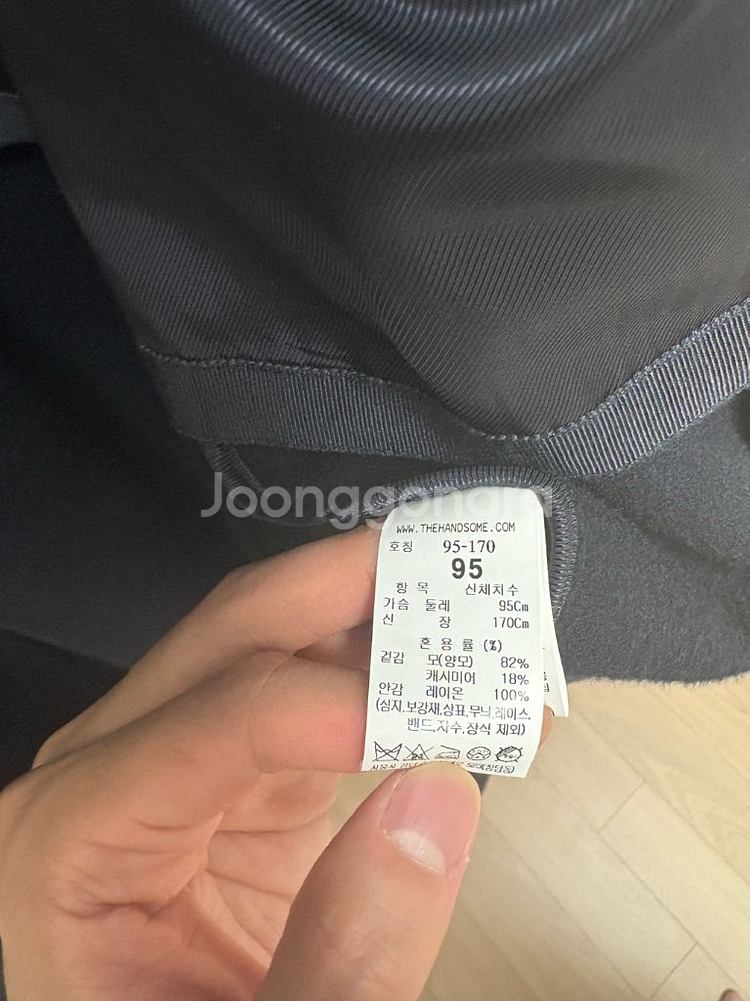 Joonggona
WWW.THEHANDSOME.COM
호칭 95-170
95
항 목 신체치수
가슴 둘레 95Cm
신 장 170Cm
혼 용 률 (%)
겉감 모(양모) 82%
캐시미어 18%
안감 레이온 100%
(심지,보강재,상표,무늬,레이스,
밴드,자수,장식 제외)